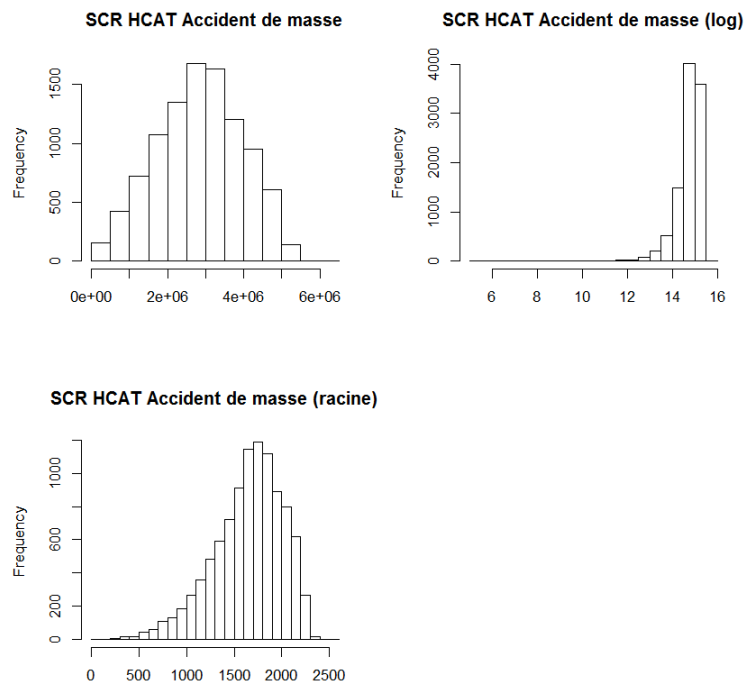 SCR HCAT Accident de masse
Frequency
1500
1000
500
0
0e+00 2e+06 4e+06 6e+06
SCR HCAT Accident de masse (log)
Frequency
4000
3000
2000
1000
0
6 8 10 12 14 16
SCR HCAT Accident de masse (racine)
Frequency
1000
600
200
0
0 500 1000 1500 2000 2500